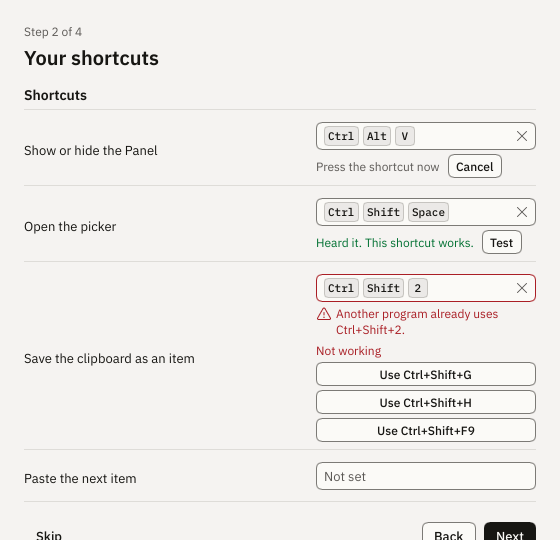 Step 2 of 4
Your shortcuts
Shortcuts
Show or hide the Panel
Ctrl Alt V
Press the shortcut now
Cancel
Open the picker
Ctrl Shift Space
Heard it. This shortcut works.
Test
Save the clipboard as an item
Ctrl Shift 2
Another program already uses
Ctrl+Shift+2.
Not working
Use Ctrl+Shift+G
Use Ctrl+Shift+H
Use Ctrl+Shift+F9
Paste the next item
Not set
Skip
Back
Next